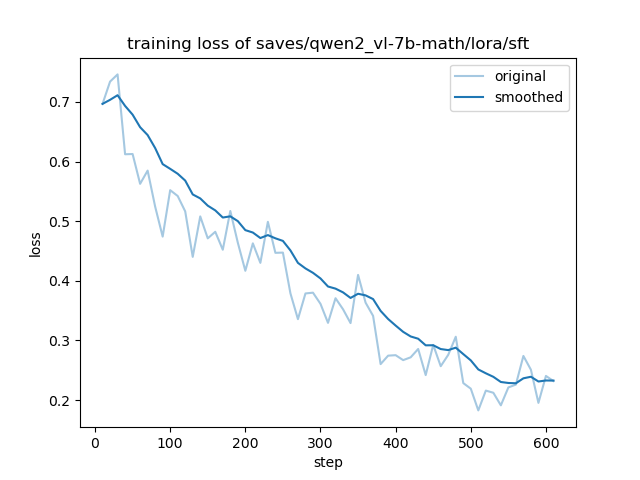 training loss of saves/qwen2_vl-7b-math/lora/sft
original
smoothed
0.7
0.6
0.5
0.4
0.3
0.2
loss
0 100 200 300 400 500 600
step